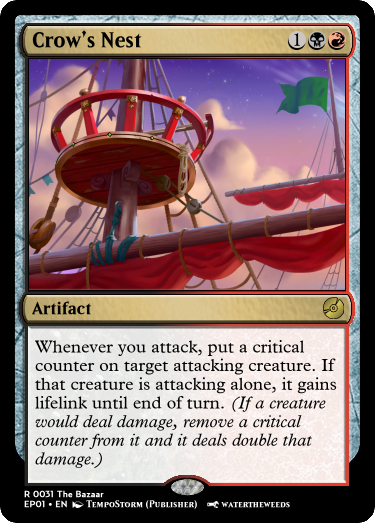 Crow's Nest 1
Artifact
Whenever you attack, put a critical
counter on target attacking creature. If
that creature is attacking alone, it gains
lifelink until end of turn. (If a creature
would deal damage, remove a critical
counter from it and it deals double that
damage.)
R 0031 The Bazaar
EP01 • EN TempoStorm (Publisher) watertheweeds